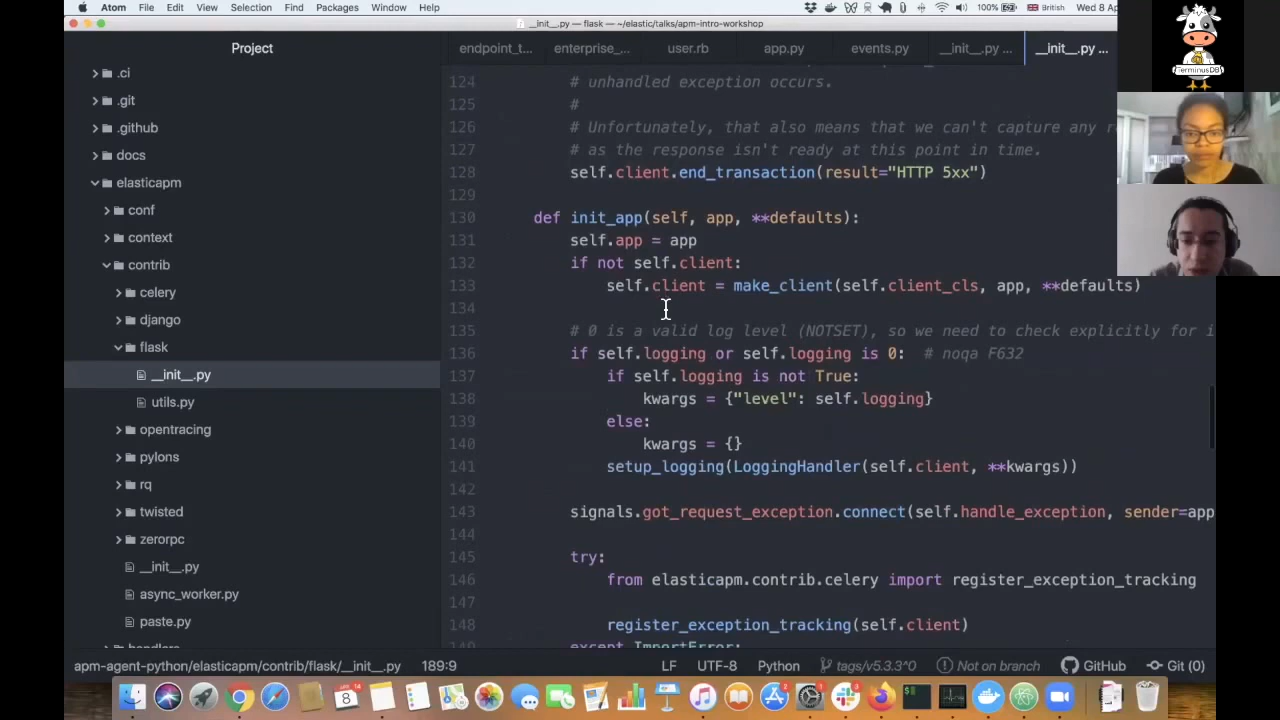 Atom File Edit View Selection Find Packages Window Help 100% British Wed 8 Ap
__init__.py — flask — ~/elastic/talks/apm-intro-workshop
Project
endpoint_t... enterprise_... user.rb app.py events.py __init__.py ... __init__.py ...
TerminusDB
.ci
.git
.github
docs
elasticapm
conf
context
contrib
celery
django
flask
__init__.py
utils.py
opentracing
pylons
rq
twisted
zerorpc
__init__.py
async_worker.py
paste.py
124 # unhandled exception occurs.
125 #
126 # Unfortunately, that also means that we can't capture any re
127 # as the response isn't ready at this point in time.
128 self.client.end_transaction(result="HTTP 5xx")
129
130 def init_app(self, app, **defaults):
131 self.app = app
132 if not self.client:
133 self.client = make_client(self.client_cls, app, **defaults)
134
135 # 0 is a valid log level (NOTSET), so we need to check explicitly for i
136 if self.logging or self.logging is 0: # noqa F632
137 if self.logging is not True:
138 kwargs = {"level": self.logging}
139 else:
140 kwargs = {}
141 setup_logging(LoggingHandler(self.client, **kwargs))
142
143 signals.got_request_exception.connect(self.handle_exception, sender=app
144
145 try:
146 from elasticapm.contrib.celery import register_exception_tracking
147
148 register_exception_tracking(self.client)
149 except ImportError:
apm-agent-python/elasticapm/contrib/flask/__init__.py 189:9 LF UTF-8 Python tags/v5.3.3^0 Not on branch GitHub Git (0)